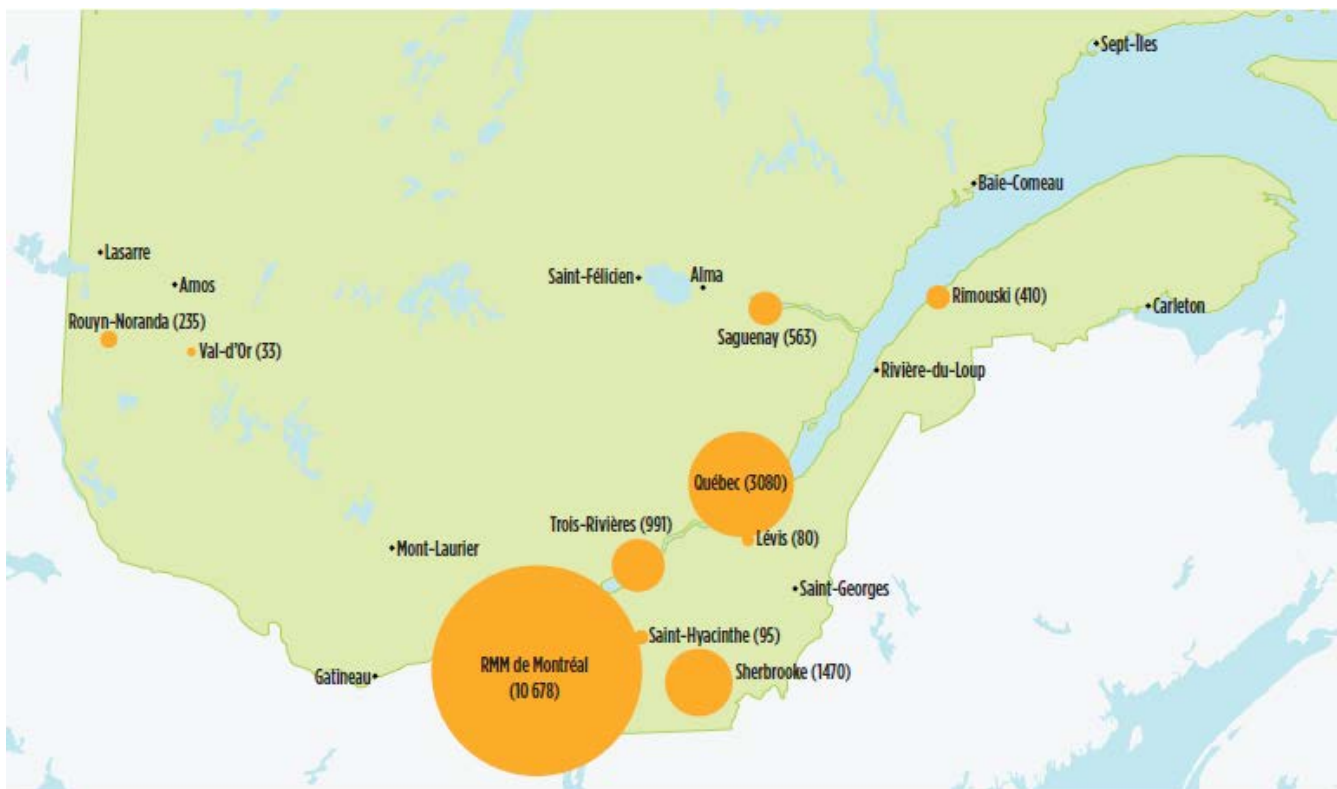 Sept-Îles
Baie-Comeau
Lasarre
Amos
Saint-Félicien
Alma
Rimouski (410)
Carleton
Rouyn-Noranda (235)
Val-d'Or (33)
Saguenay (563)
Rivière-du-Loup
Québec (3080)
Trois-Rivières (991)
Lévis (80)
Mont-Laurier
Saint-Georges
Saint-Hyacinthe (95)
RMM de Montréal
(10 678)
Sherbrooke (1470)
Gatineau